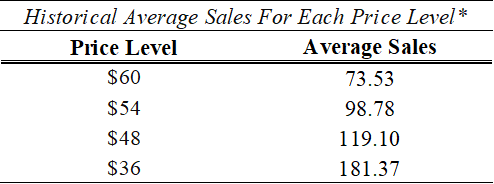 Historical Average Sales For Each Price Level*
Price Level Average Sales
$60 73.53
$54 98.78
$48 119.10
$36 181.37